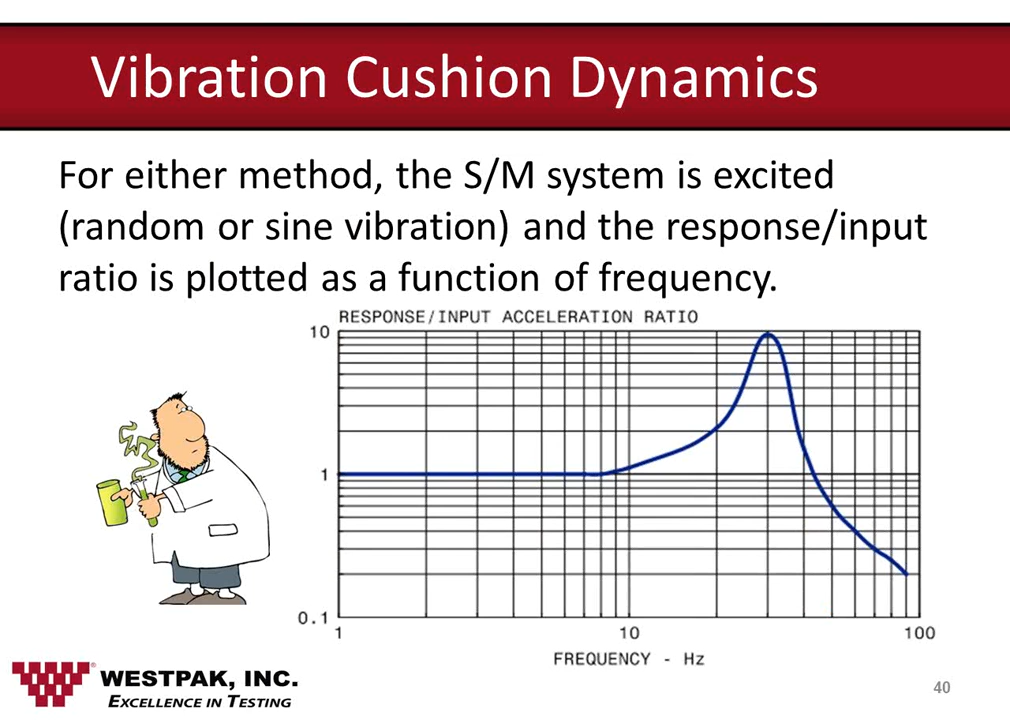 Vibration Cushion Dynamics
For either method, the S/M system is excited
(random or sine vibration) and the response/input
ratio is plotted as a function of frequency.
RESPONSE/INPUT ACCELERATION RATIO
10
1
0.1
1 10 100
FREQUENCY - Hz
WESTPAK, INC.®
EXCELLENCE IN TESTING
40